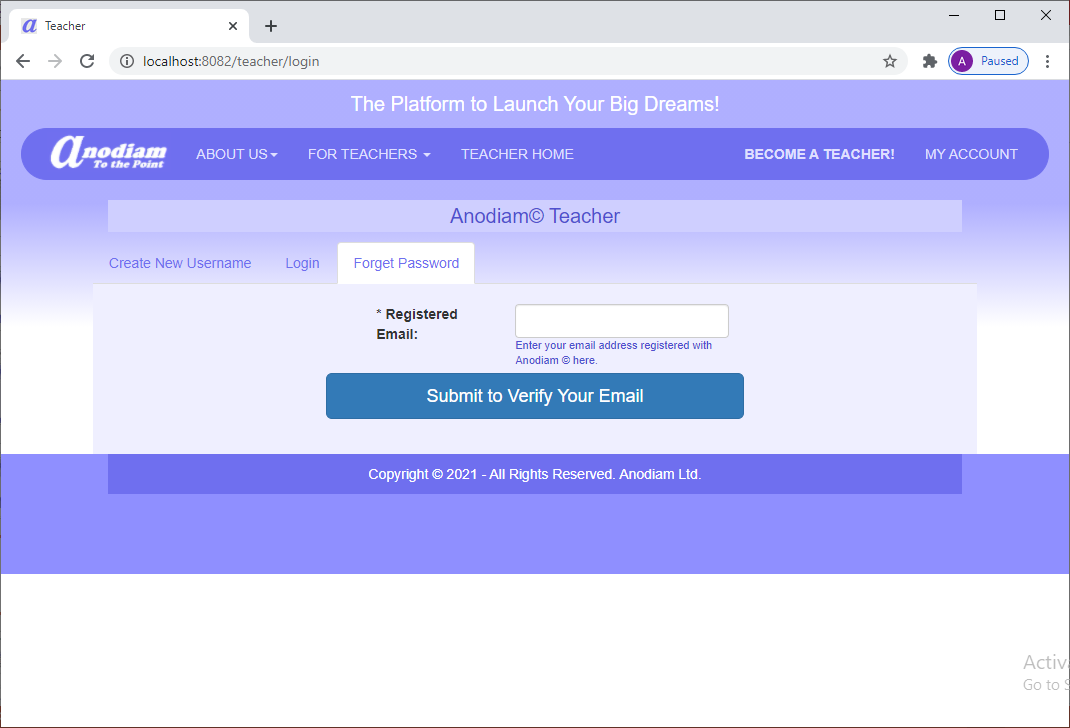 Teacher
localhost:8082/teacher/login
A Paused
The Platform to Launch Your Big Dreams!
anodiam ABOUT US FOR TEACHERS TEACHER HOME BECOME A TEACHER! MY ACCOUNT
To the Point
Anodiam© Teacher
Create New Username Login Forget Password
* Registered
Email:
Enter your email address registered with
Anodiam © here.
Submit to Verify Your Email
Copyright © 2021 - All Rights Reserved. Anodiam Ltd.
Go to